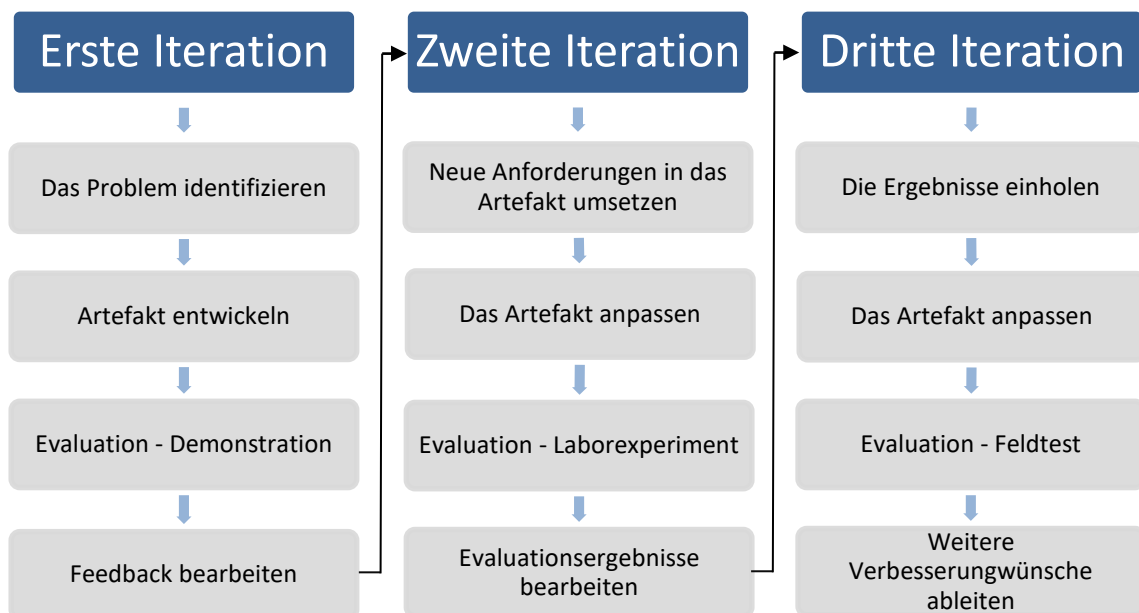 Erste Iteration
Das Problem identifizieren
Artefakt entwickeln
Evaluation - Demonstration
Feedback bearbeiten
Zweite Iteration
Neue Anforderungen in das
Artefakt umsetzen
Das Artefakt anpassen
Evaluation - Laborexperiment
Evaluationsergebnisse
bearbeiten
Dritte Iteration
Die Ergebnisse einholen
Das Artefakt anpassen
Evaluation - Feldtest
Weitere
Verbesserungwünsche
ableiten